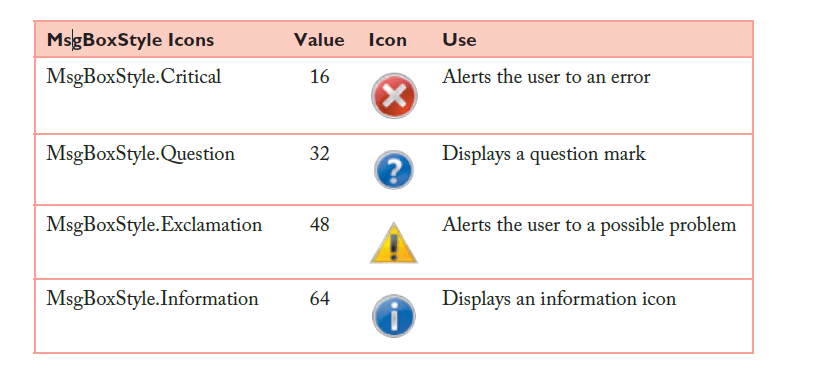 MsgBoxStyle Icons Value Icon Use
MsgBoxStyle.Critical 16 Alerts the user to an error
MsgBoxStyle.Question 32 ? Displays a question mark
MsgBoxStyle.Exclamation 48 ! Alerts the user to a possible problem
MsgBoxStyle.Information 64 i Displays an information icon